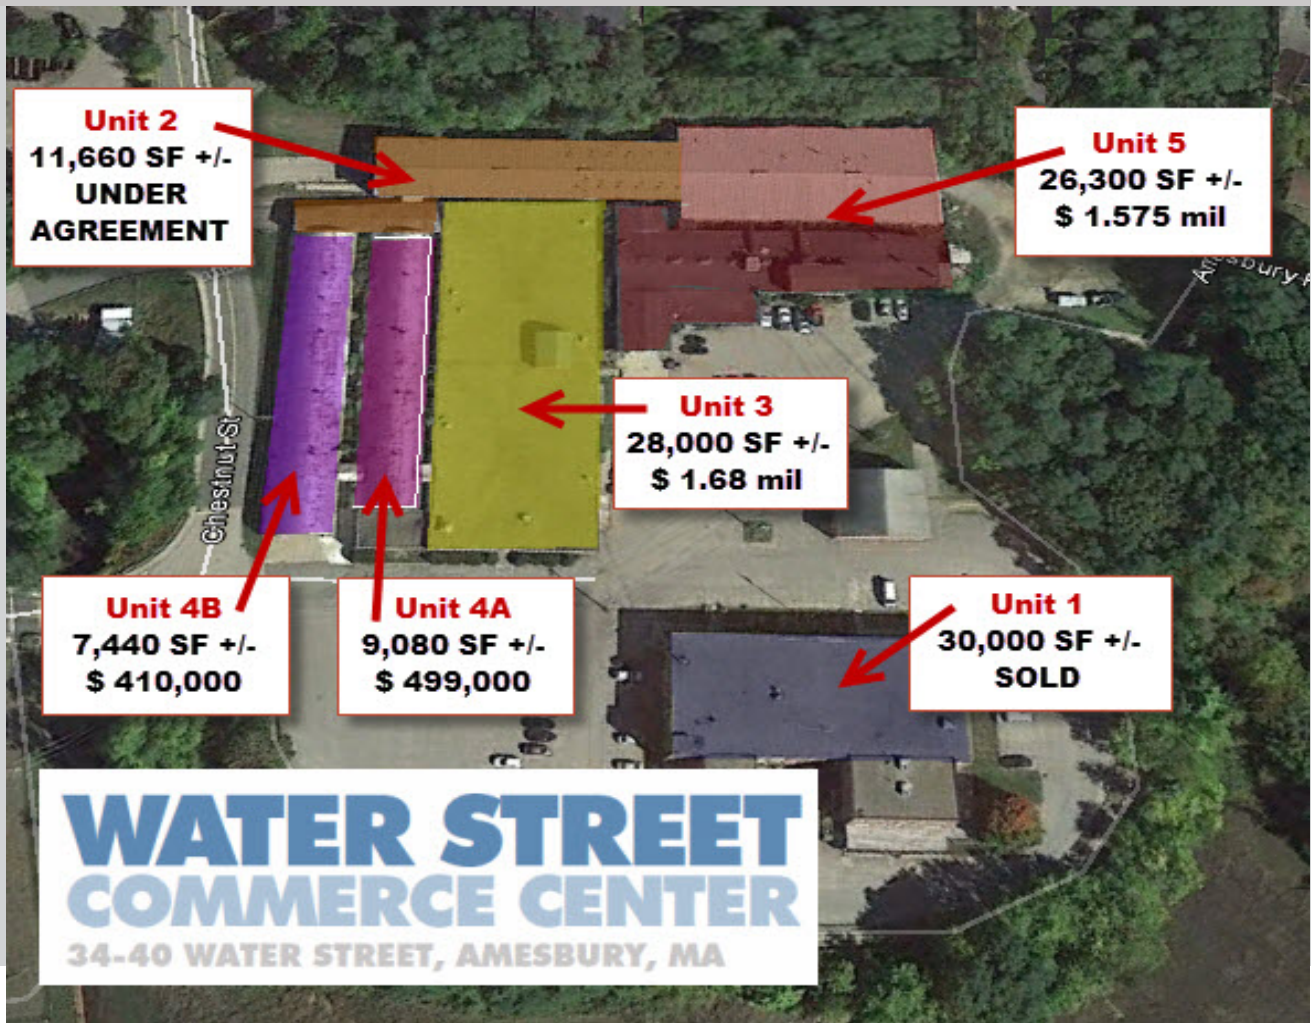 Unit 2
11,660 SF +/-
UNDER
AGREEMENT
Unit 5
26,300 SF +/-
$ 1.575 mil
Unit 3
28,000 SF +/-
$ 1.68 mil
Chestnut St
Unit 4B
7,440 SF +/-
$ 410,000
Unit 4A
9,080 SF +/-
$ 499,000
Unit 1
30,000 SF +/-
SOLD
WATER STREET
COMMERCE CENTER
34-40 WATER STREET, AMESBURY, MA